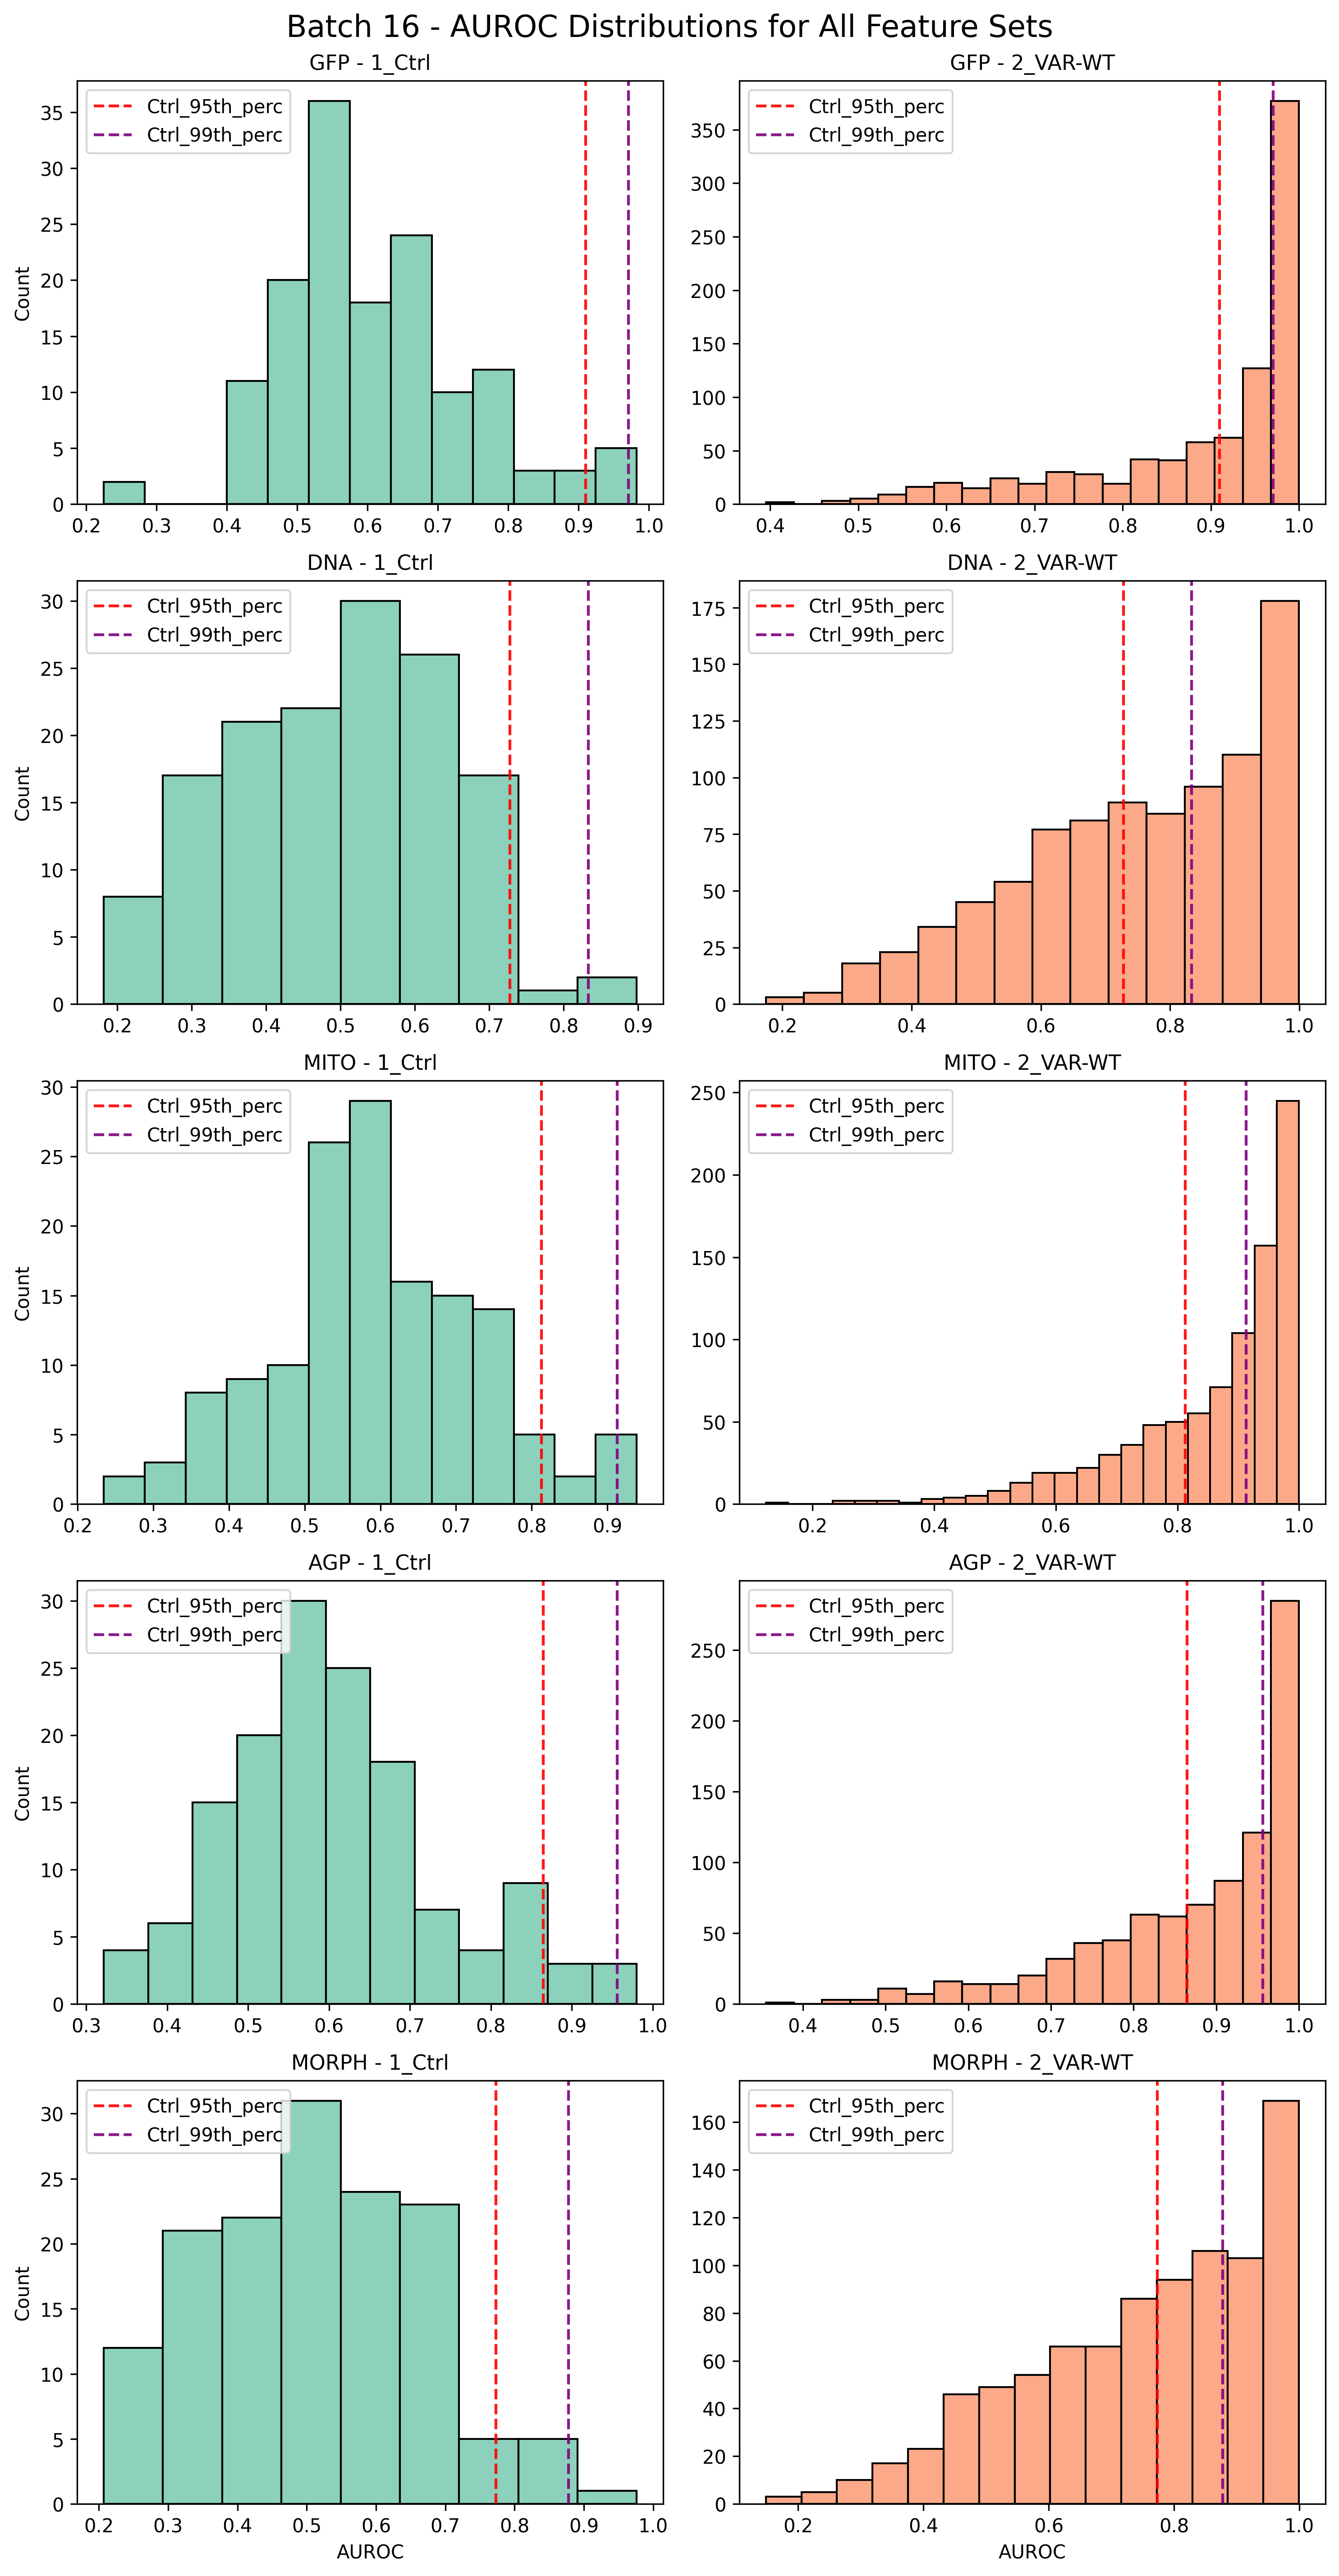 Batch 16 - AUROC Distributions for All Feature Sets
GFP - 1_Ctrl
Ctrl_95th_perc
Ctrl_99th_perc
Count
35
30
25
20
15
10
5
0
0.2 0.3 0.4 0.5 0.6 0.7 0.8 0.9 1.0
GFP - 2_VAR-WT
Ctrl_95th_perc
Ctrl_99th_perc
350
300
250
200
150
100
50
0
0.4 0.5 0.6 0.7 0.8 0.9 1.0
DNA - 1_Ctrl
Ctrl_95th_perc
Ctrl_99th_perc
Count
30
25
20
15
10
5
0
0.2 0.3 0.4 0.5 0.6 0.7 0.8 0.9
DNA - 2_VAR-WT
Ctrl_95th_perc
Ctrl_99th_perc
175
150
125
100
75
50
25
0
0.2 0.4 0.6 0.8 1.0
MITO - 1_Ctrl
Ctrl_95th_perc
Ctrl_99th_perc
Count
30
25
20
15
10
5
0
0.2 0.3 0.4 0.5 0.6 0.7 0.8 0.9
MITO - 2_VAR-WT
Ctrl_95th_perc
Ctrl_99th_perc
250
200
150
100
50
0
0.2 0.4 0.6 0.8 1.0
AGP - 1_Ctrl
Ctrl_95th_perc
Ctrl_99th_perc
Count
30
25
20
15
10
5
0
0.3 0.4 0.5 0.6 0.7 0.8 0.9 1.0
AGP - 2_VAR-WT
Ctrl_95th_perc
Ctrl_99th_perc
250
200
150
100
50
0
0.4 0.5 0.6 0.7 0.8 0.9 1.0
MORPH - 1_Ctrl
Ctrl_95th_perc
Ctrl_99th_perc
Count
30
25
20
15
10
5
0
0.2 0.3 0.4 0.5 0.6 0.7 0.8 0.9 1.0
AUROC
MORPH - 2_VAR-WT
Ctrl_95th_perc
Ctrl_99th_perc
160
140
120
100
80
60
40
20
0
0.2 0.4 0.6 0.8 1.0
AUROC